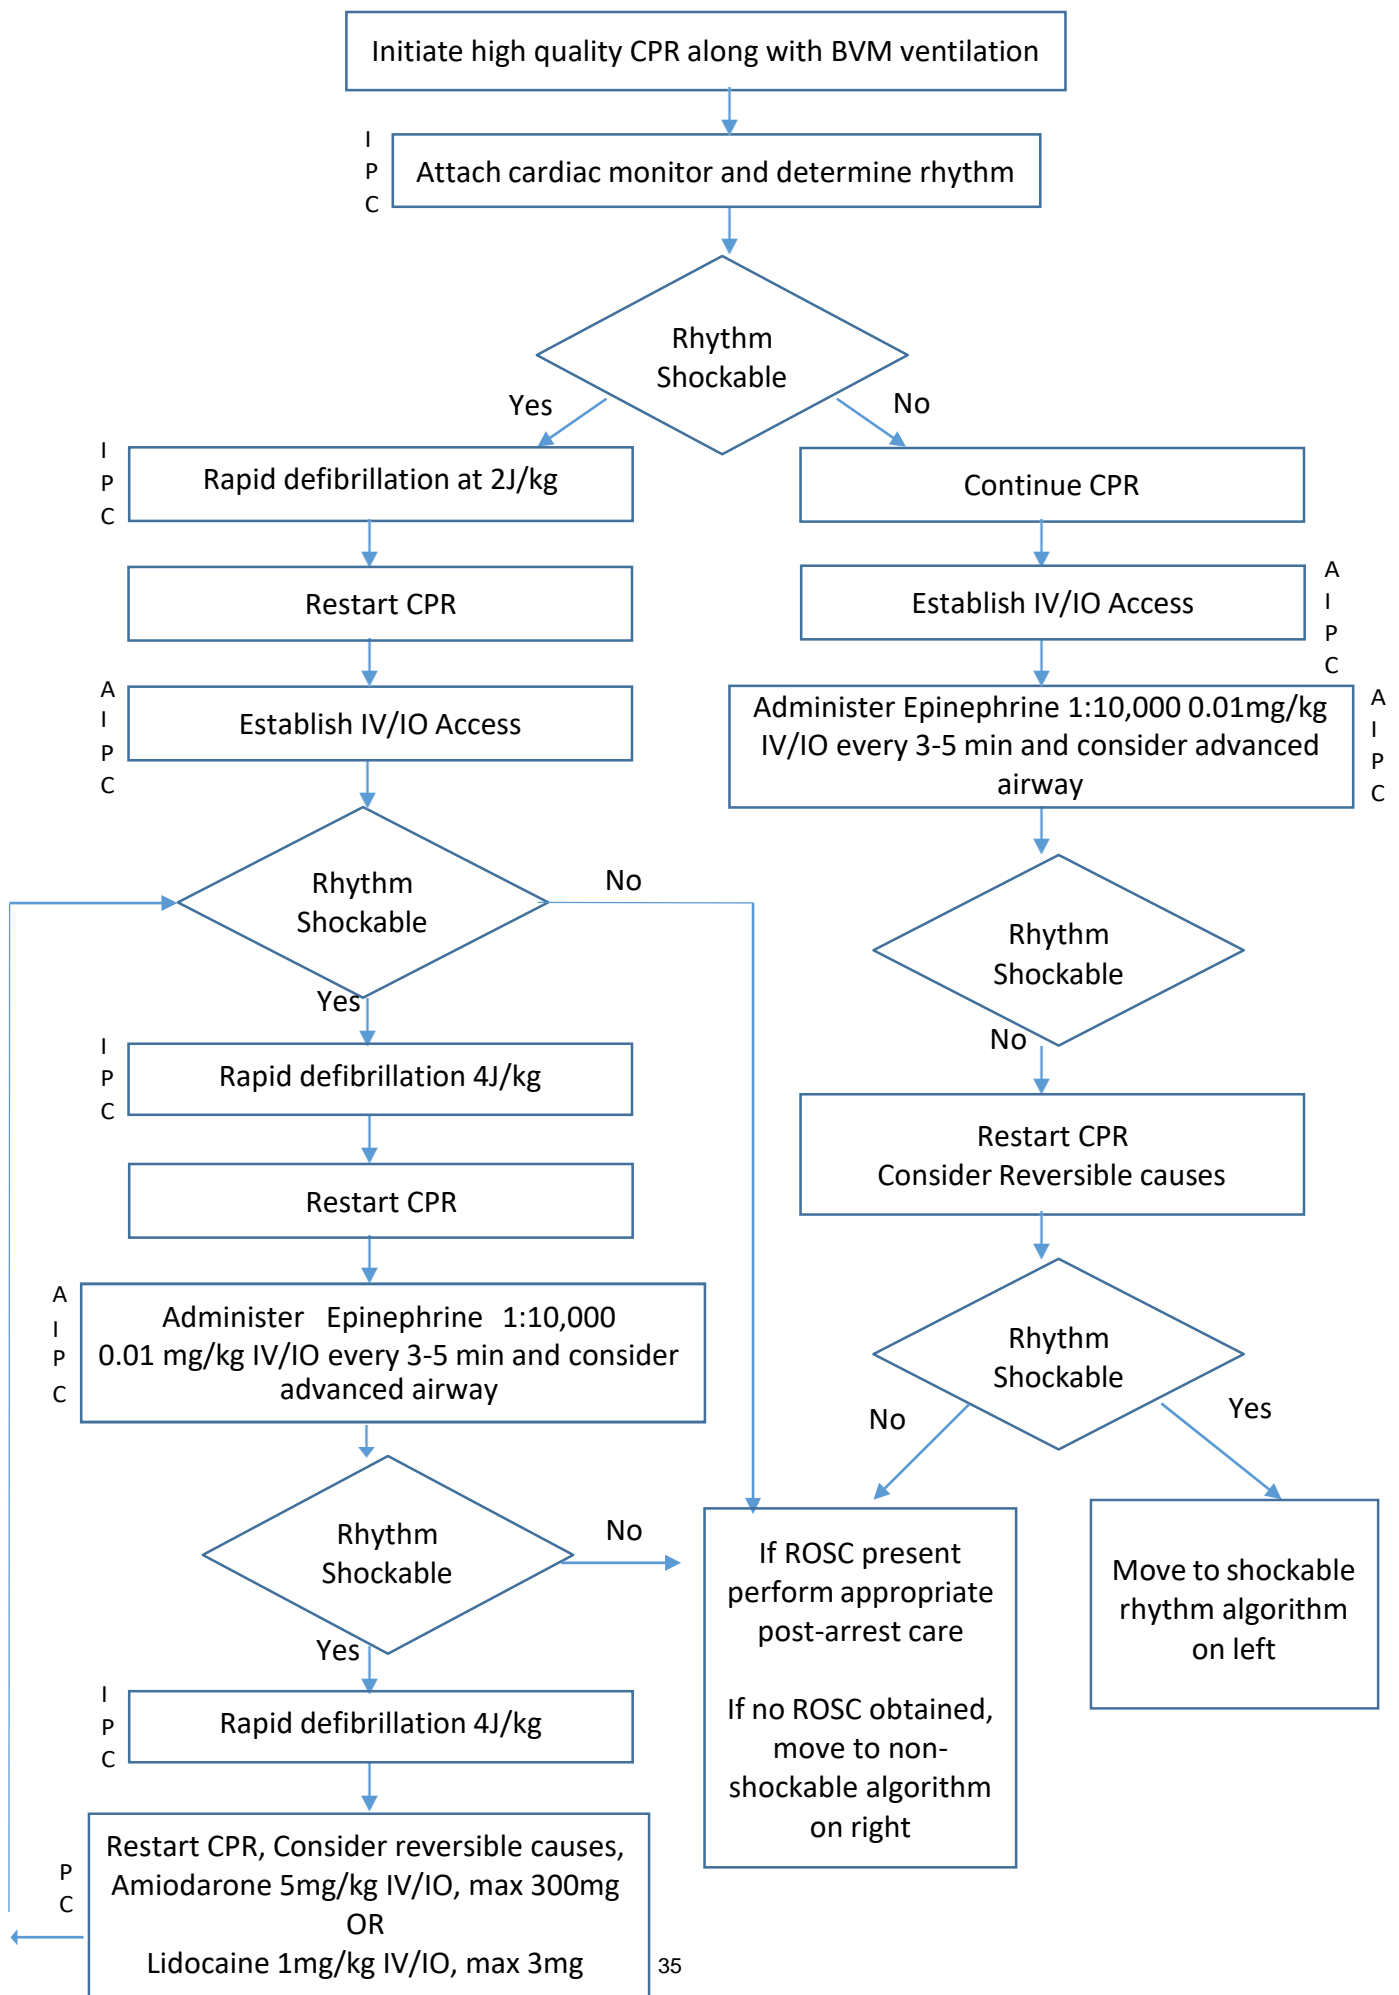 Initiate high quality CPR along with BVM ventilation
I
P
C
Attach cardiac monitor and determine rhythm
Rhythm
Shockable
Yes
No
I
P
C
Rapid defibrillation at 2J/kg
Continue CPR
Restart CPR
Establish IV/IO Access
A
I
P
C
A
I
P
C
Establish IV/IO Access
Administer Epinephrine 1:10,000 0.01mg/kg
IV/IO every 3-5 min and consider advanced
airway
A
I
P
C
Rhythm
Shockable
No
Yes
Rhythm
Shockable
No
I
P
C
Rapid defibrillation 4J/kg
Restart CPR
Consider Reversible causes
Restart CPR
A
I
P
C
Administer Epinephrine 1:10,000
0.01 mg/kg IV/IO every 3-5 min and consider
advanced airway
Rhythm
Shockable
No
Yes
Rhythm
Shockable
No
Yes
If ROSC present
perform appropriate
post-arrest care
If no ROSC obtained,
move to non-
shockable algorithm
on right
Move to shockable
rhythm algorithm
on left
I
P
C
Rapid defibrillation 4J/kg
P
C
Restart CPR, Consider reversible causes,
Amiodarone 5mg/kg IV/IO, max 300mg
OR
Lidocaine 1mg/kg IV/IO, max 3mg
35